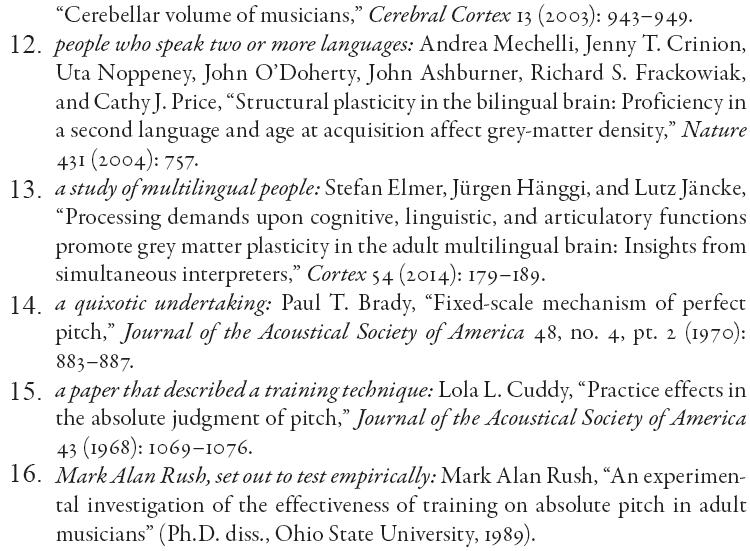 “Cerebellar volume of musicians,” Cerebral Cortex 13 (2003): 943–949.
12. people who speak two or more languages: Andrea Mechelli, Jenny T. Crinion,
Uta Noppeney, John O’Doherty, John Ashburner, Richard S. Frackowiak,
and Cathy J. Price, “Structural plasticity in the bilingual brain: Proficiency in
a second language and age at acquisition affect grey-matter density,” Nature
431 (2004): 757.
13. a study of multilingual people: Stefan Elmer, Jürgen Hänggi, and Lutz Jäncke,
“Processing demands upon cognitive, linguistic, and articulatory functions
promote grey matter plasticity in the adult multilingual brain: Insights from
simultaneous interpreters,” Cortex 54 (2014): 179–189.
14. a quixotic undertaking: Paul T. Brady, “Fixed-scale mechanism of perfect
pitch,” Journal of the Acoustical Society of America 48, no. 4, pt. 2 (1970):
883–887.
15. a paper that described a training technique: Lola L. Cuddy, “Practice effects in
the absolute judgment of pitch,” Journal of the Acoustical Society of America
43 (1968): 1069–1076.
16. Mark Alan Rush, set out to test empirically: Mark Alan Rush, “An experimen-
tal investigation of the effectiveness of training on absolute pitch in adult
musicians” (Ph.D. diss., Ohio State University, 1989).